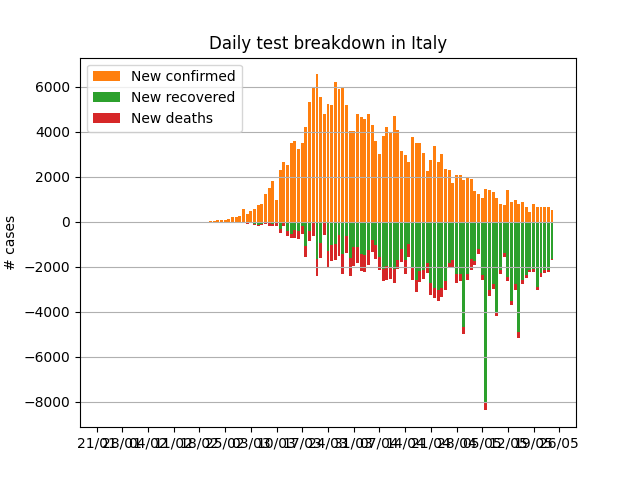 Daily test breakdown in Italy
New confirmed
New recovered
New deaths
6000
4000
2000
0
−2000
−4000
−6000
−8000
# cases
21/01 28/01 04/02 11/02 18/02 25/02 03/03 10/03 17/03 24/03 31/03 07/04 14/04 21/04 28/04 05/05 12/05 19/05 26/05